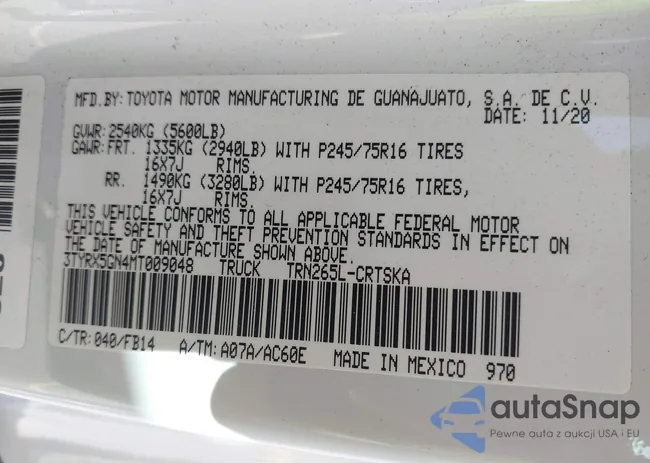 MFD.BY: TOYOTA MOTOR MANUFACTURING DE GUANAJUATO, S.A. DE C.V.
DATE: 11/20
GVWR: 2540KG (5600LB)
GAWR: FRT. 1335KG (2940LB) WITH P245/75R16 TIRES
16X7J RIMS.
RR. 1490KG (3280LB) WITH P245/75R16 TIRES,
16X7J RIMS.
THIS VEHICLE CONFORMS TO ALL APPLICABLE FEDERAL MOTOR
VEHICLE SAFETY AND THEFT PREVENTION STANDARDS IN EFFECT ON
THE DATE OF MANUFACTURE SHOWN ABOVE.
3TYRX5GN4MT009048 TRUCK TRN265L-CRTSKA
C/TR: 040/FB14 A/TM: A07A/AC60E MADE IN MEXICO 970
autaSnap
Pewne auta z aukcji USA i EU